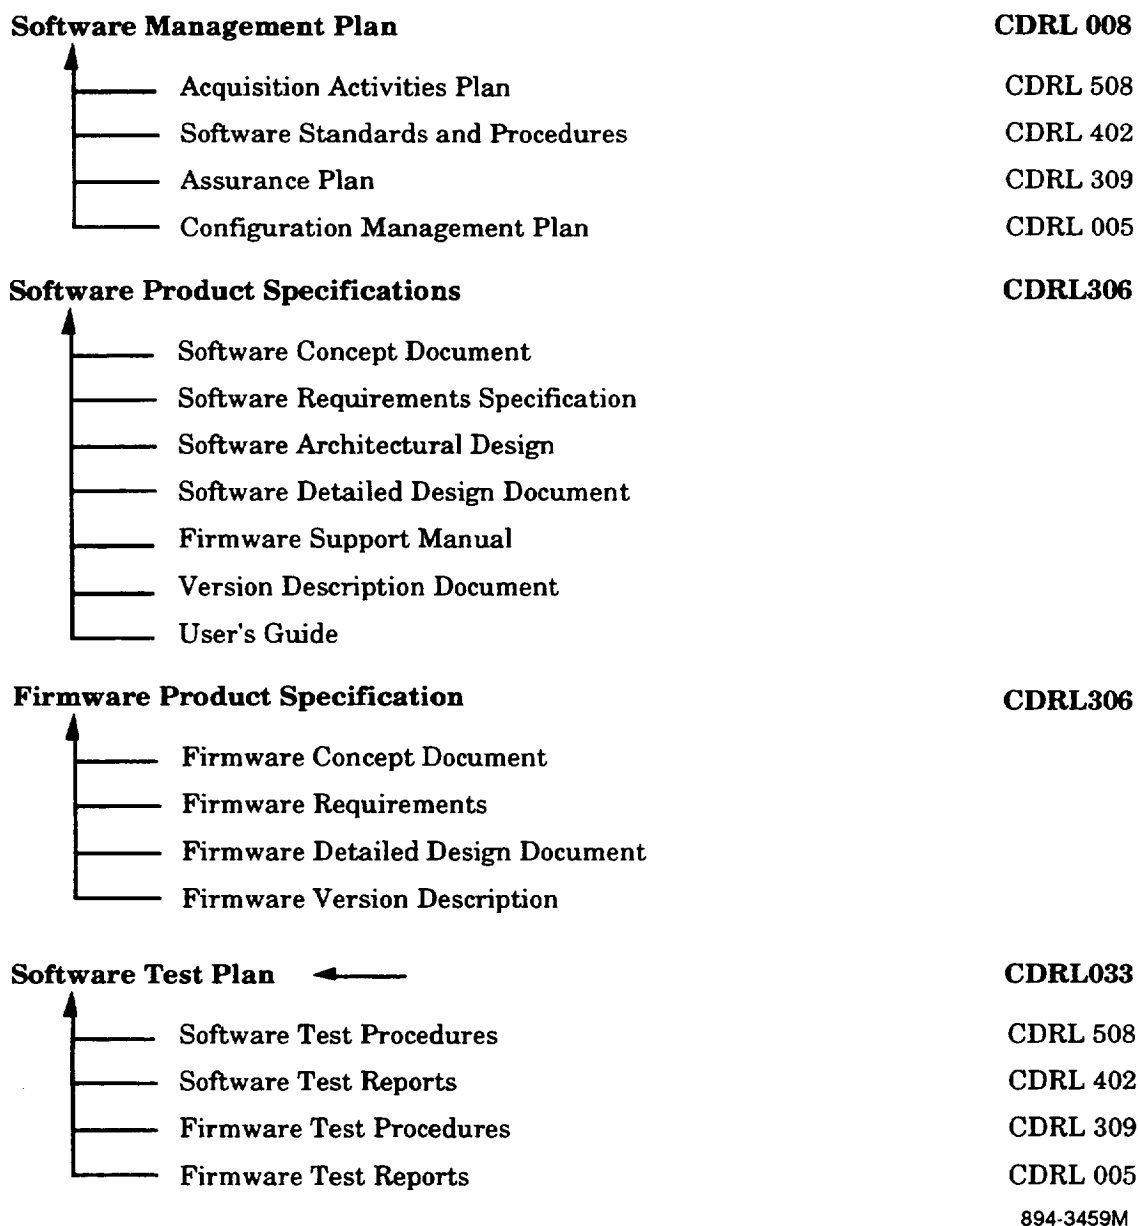 Software Management Plan CDRL 008
Acquisition Activities Plan CDRL 508
Software Standards and Procedures CDRL 402
Assurance Plan CDRL 309
Configuration Management Plan CDRL 005
Software Product Specifications CDRL306
Software Concept Document
Software Requirements Specification
Software Architectural Design
Software Detailed Design Document
Firmware Support Manual
Version Description Document
User's Guide
Firmware Product Specification CDRL306
Firmware Concept Document
Firmware Requirements
Firmware Detailed Design Document
Firmware Version Description
Software Test Plan CDRL033
Software Test Procedures CDRL 508
Software Test Reports CDRL 402
Firmware Test Procedures CDRL 309
Firmware Test Reports CDRL 005
894-3459M